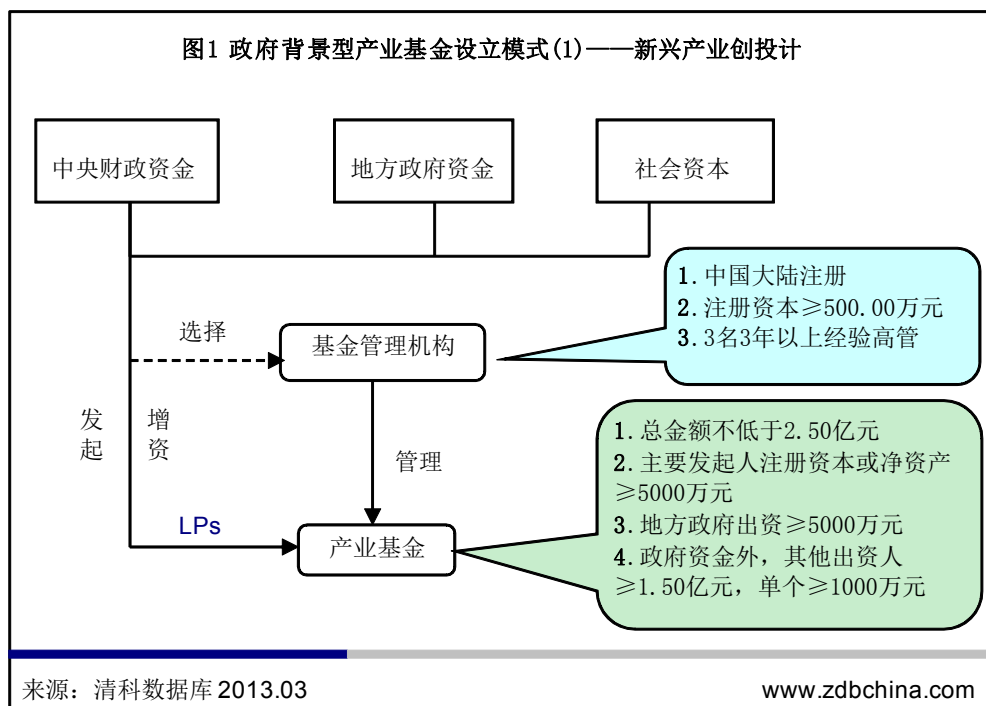 图1 政府背景型产业基金设立模式(1)——新兴产业创投计
中央财政资金
地方政府资金
社会资本
1. 中国大陆注册
2. 注册资本≥500.00万元
3. 3名3年以上经验高管
选择
基金管理机构
发起
增资
管理
1. 总金额不低于2.50亿元
2. 主要发起人注册资本或净资产
≥5000万元
3. 地方政府出资≥5000万元
4. 政府资金外，其他出资人
≥1.50亿元，单个≥1000万元
LPs
产业基金
来源：清科数据库 2013.03
www.zdbchina.com